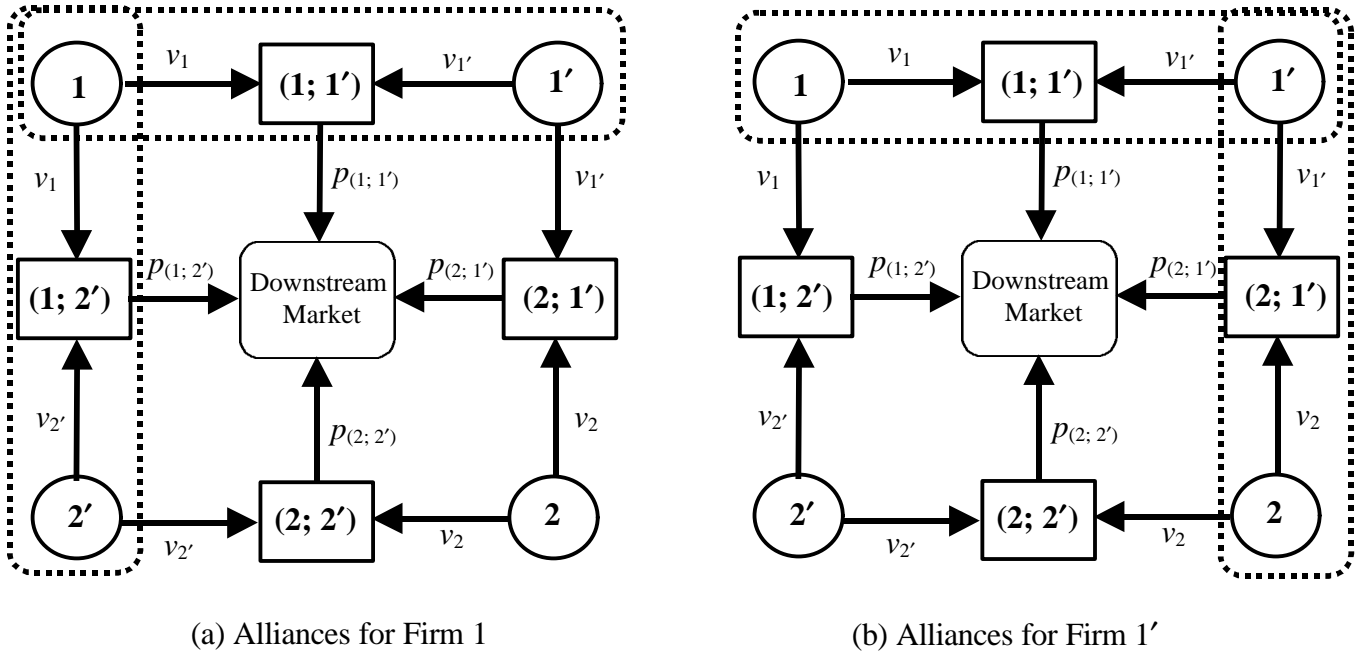 1 v1 (1; 1′) v1′ 1′
v1 p(1; 1′) v1′
(1; 2′) p(1; 2′) Downstream Market p(2; 1′) (2; 1′)
v2′ p(2; 2′) v2
2′ v2′ (2; 2′) v2 2
(a) Alliances for Firm 1
1 v1 (1; 1′) v1′ 1′
v1 p(1; 1′) v1′
(1; 2′) p(1; 2′) Downstream Market p(2; 1′) (2; 1′)
v2′ p(2; 2′) v2
2′ v2′ (2; 2′) v2 2
(b) Alliances for Firm 1′